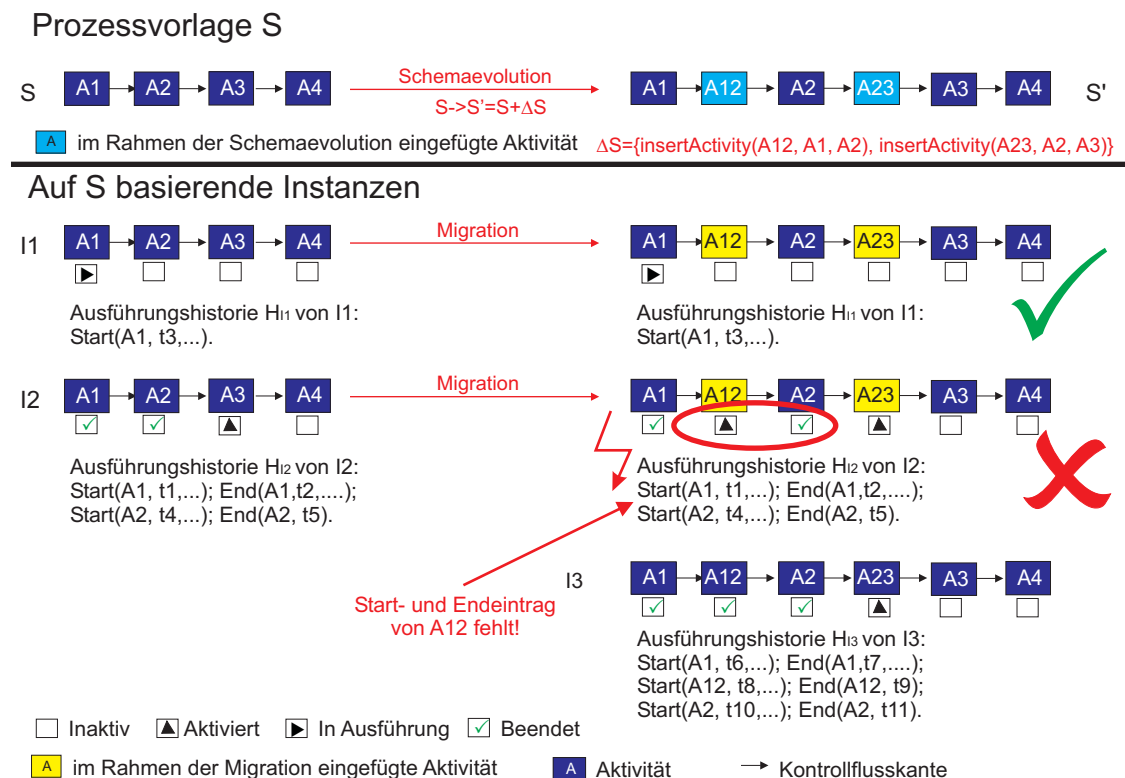 Prozessvorlage S
S A1 A2 A3 A4 Schemaevolution A1 A12 A2 A23 A3 A4 S'
S->S'=S+ΔS
A im Rahmen der Schemaevolution eingefügte Aktivität ΔS={insertActivity(A12, A1, A2), insertActivity(A23, A2, A3)}
Auf S basierende Instanzen
I1 A1 A2 A3 A4 Migration A1 A12 A2 A23 A3 A4
Ausführungshistorie HI1 von I1:
Start(A1, t3,...).
Ausführungshistorie HI1 von I1:
Start(A1, t3,...).
I2 A1 A2 A3 A4 Migration A1 A12 A2 A23 A3 A4
Ausführungshistorie HI2 von I2:
Start(A1, t1,...); End(A1,t2,....);
Start(A2, t4,...); End(A2, t5).
Ausführungshistorie HI2 von I2:
Start(A1, t1,...); End(A1,t2,....);
Start(A2, t4,...); End(A2, t5).
Start- und Endeintrag
von A12 fehlt!
I3 A1 A12 A2 A23 A3 A4
Ausführungshistorie HI3 von I3:
Start(A1, t6,...); End(A1,t7,....);
Start(A12, t8,...); End(A12, t9);
Start(A2, t10,...); End(A2, t11).
Inaktiv Aktiviert In Ausführung Beendet
A im Rahmen der Migration eingefügte Aktivität A Aktivität Kontrollflusskante